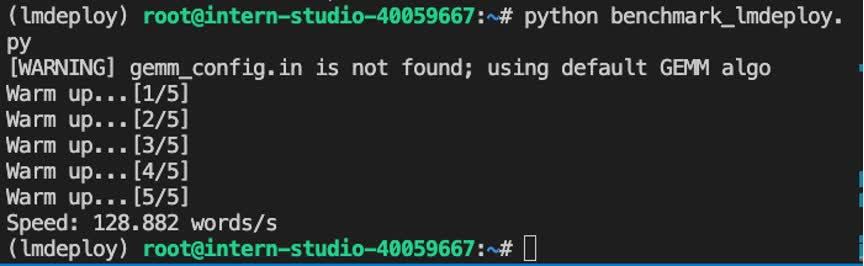 (lmdeploy) root@intern-studio-40059667:~# python benchmark_lmdeploy.
py
[WARNING] gemm_config.in is not found; using default GEMM algo
Warm up...[1/5]
Warm up...[2/5]
Warm up...[3/5]
Warm up...[4/5]
Warm up...[5/5]
Speed: 128.882 words/s
(lmdeploy) root@intern-studio-40059667:~#